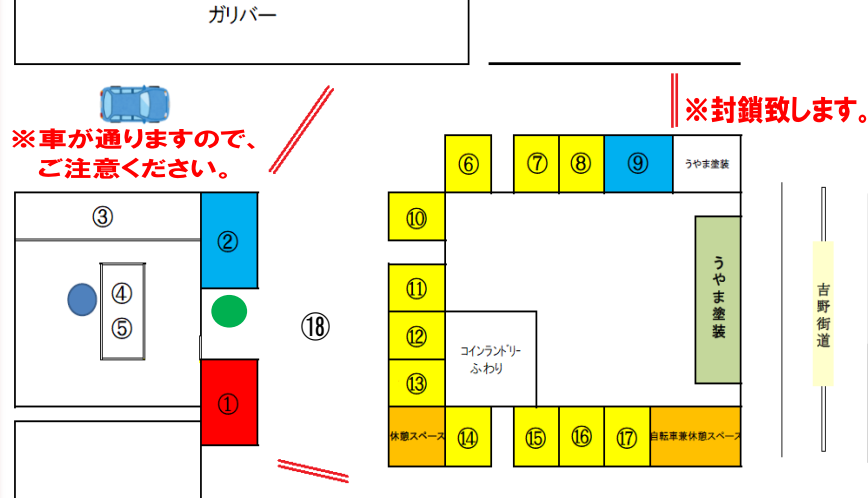 ガリバー
※車が通りますので、
ご注意ください。
※封鎖致します。
⑥
⑦
⑧
⑨
うやま塗装
③
②
⑩
④
⑤
⑪
⑱
⑫
⑬
コインランドリー
ふわり
うやま塗装
吉野街道
①
休憩スペース
⑭
⑮
⑯
⑰
自転車兼休憩スペース